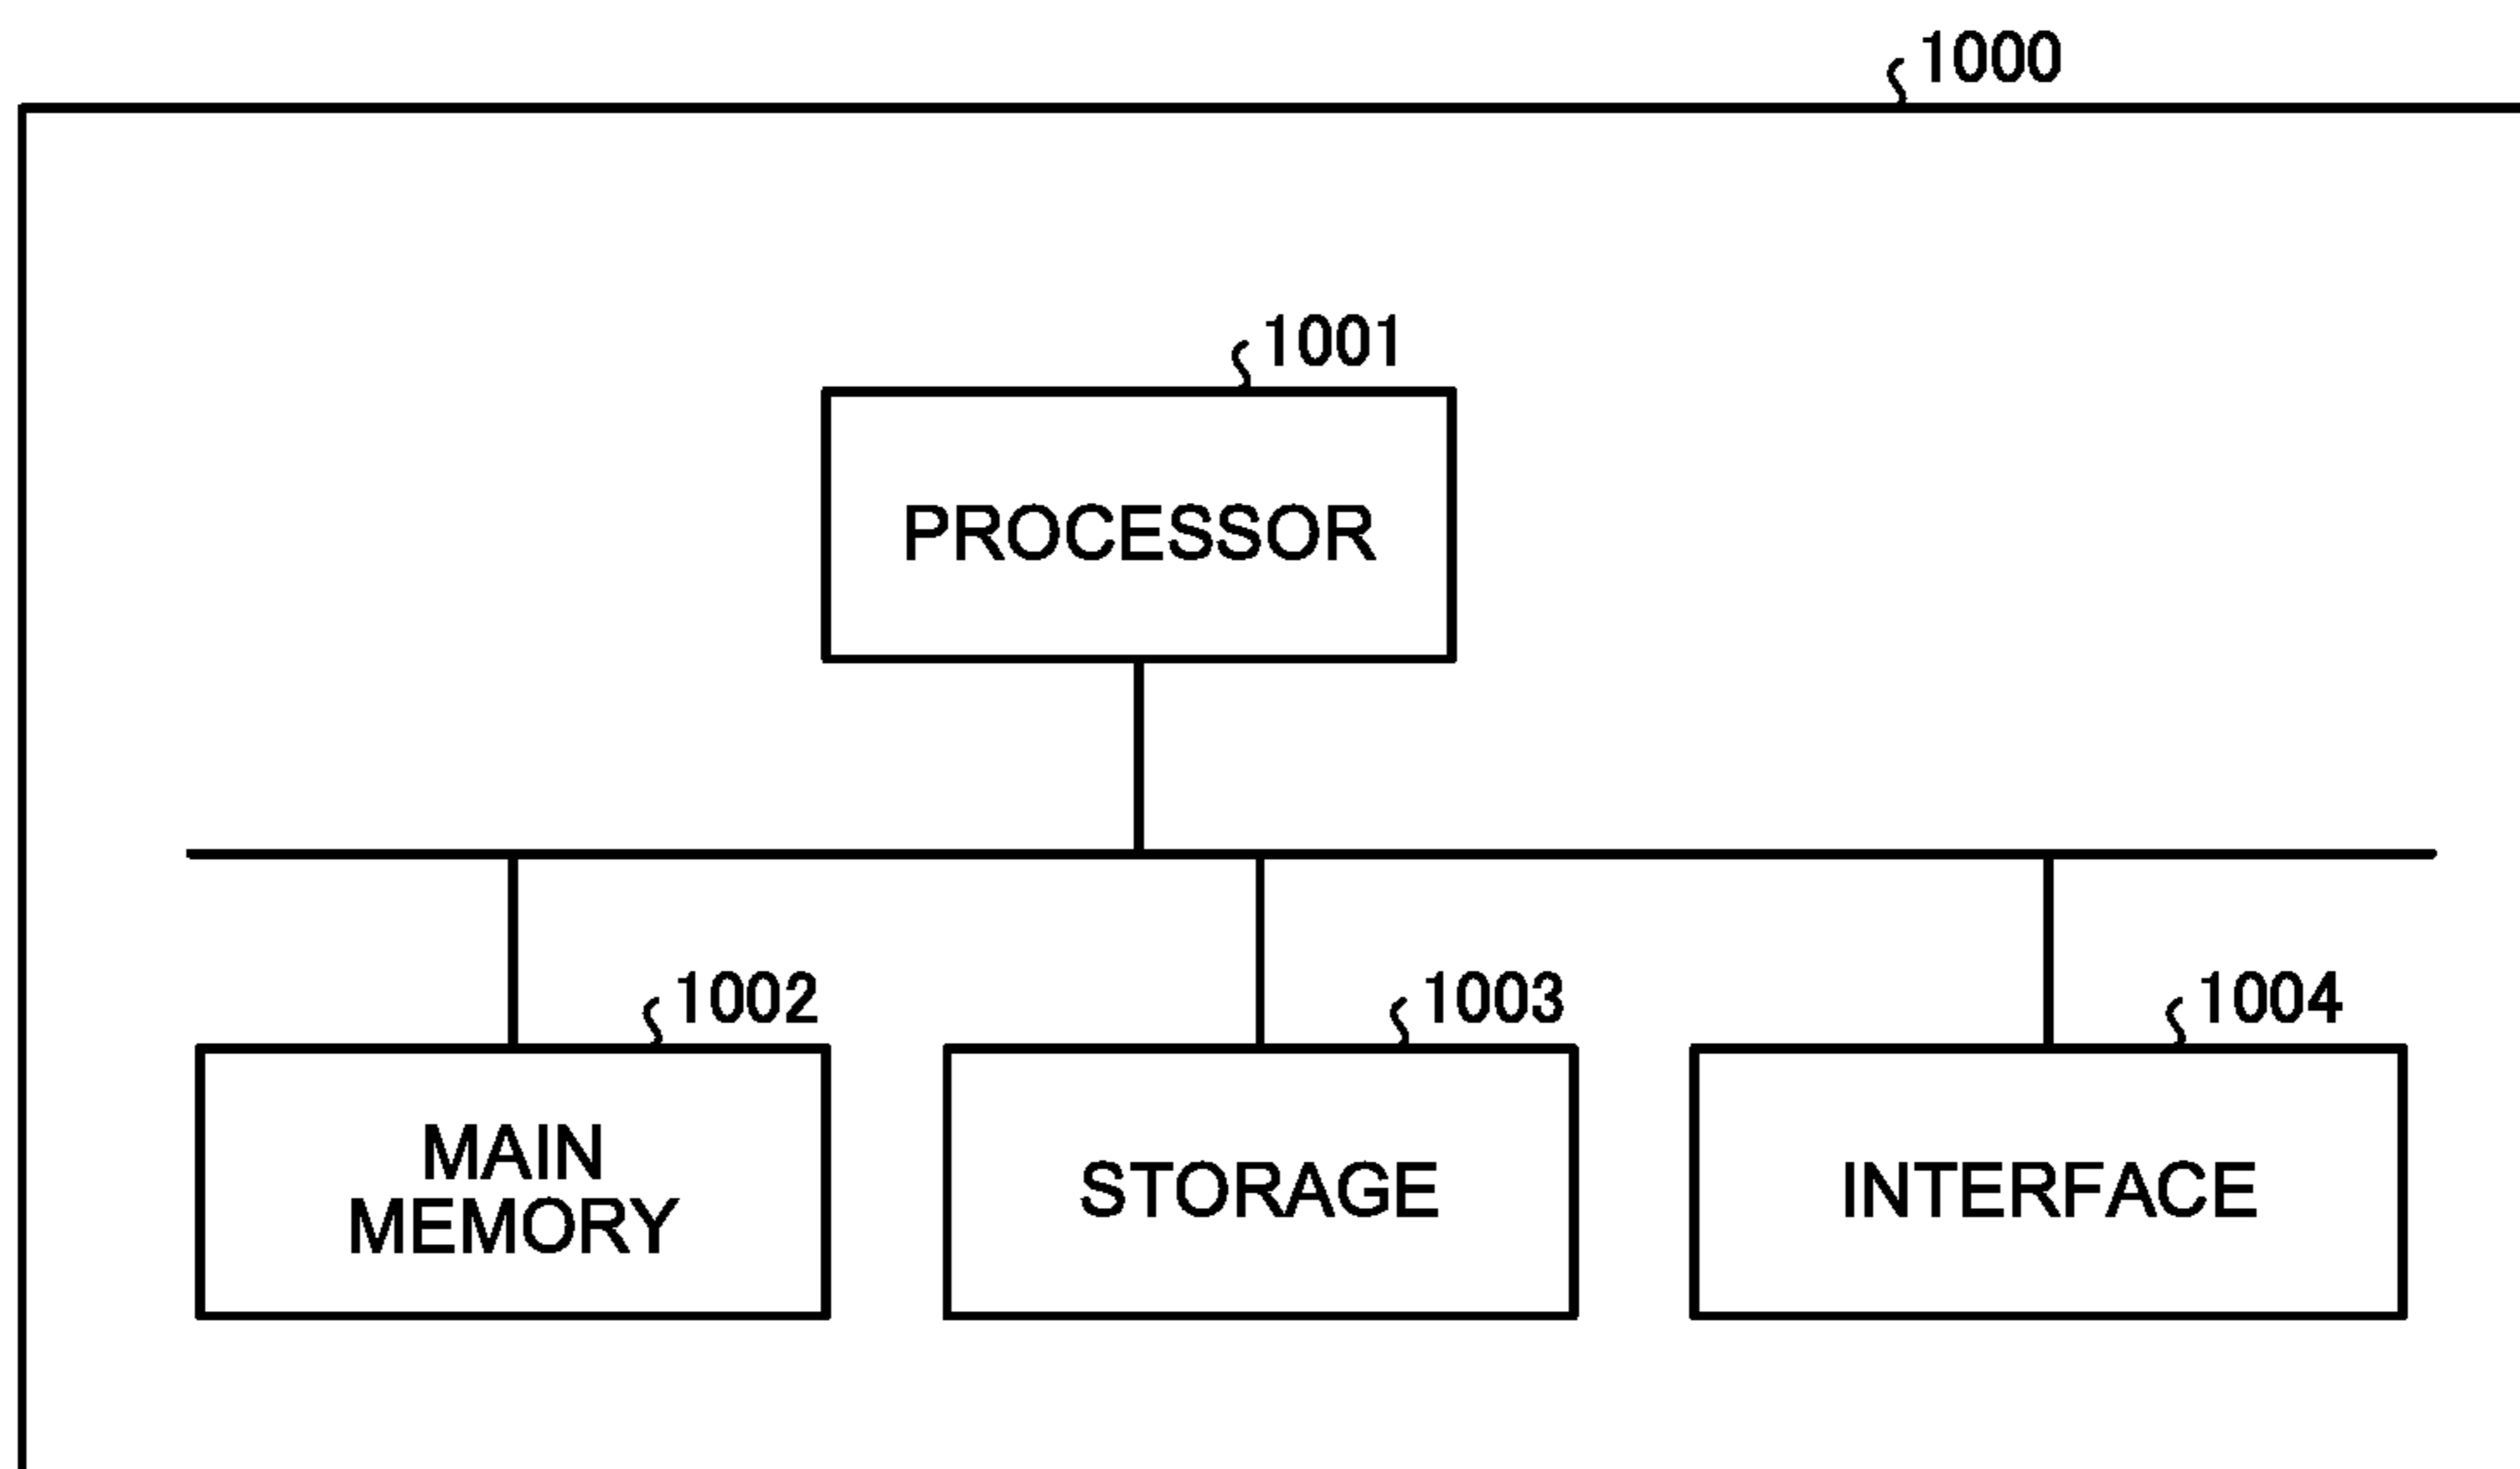 1000
1001
PROCESSOR
1002
1003
1004
MAIN
MEMORY
STORAGE
INTERFACE